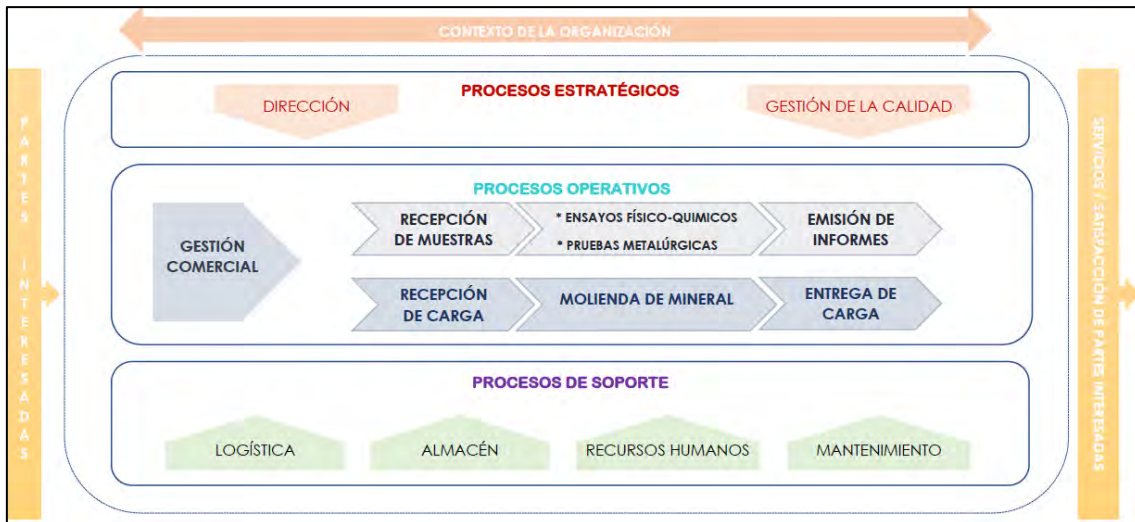 CONTEXTO DE LA ORGANIZACIÓN
PARTES INTERESADAS
PROCESOS ESTRATÉGICOS
DIRECCIÓN
GESTIÓN DE LA CALIDAD
PROCESOS OPERATIVOS
GESTIÓN
COMERCIAL
RECEPCIÓN
DE MUESTRAS
* ENSAYOS FÍSICO-QUIMICOS
* PRUEBAS METALÚRGICAS
EMISIÓN DE
INFORMES
RECEPCIÓN
DE CARGA
MOLIENDA DE MINERAL
ENTREGA DE
CARGA
PROCESOS DE SOPORTE
LOGÍSTICA
ALMACÉN
RECURSOS HUMANOS
MANTENIMIENTO
SERVICIOS / SATISFACCIÓN DE PARTES INTERESADAS